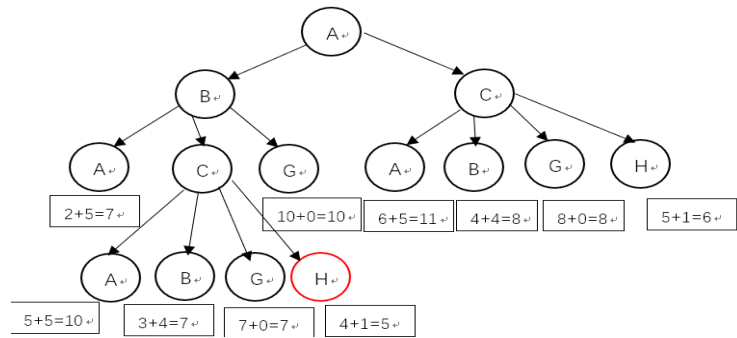 A
B
C
A
C
G
A
B
G
H
2+5=7
10+0=10
6+5=11
4+4=8
8+0=8
5+1=6
A
B
G
H
5+5=10
3+4=7
7+0=7
4+1=5